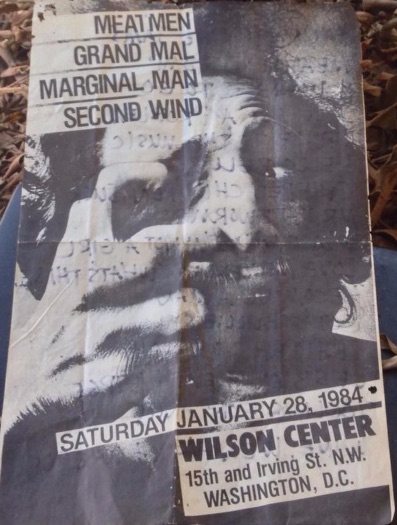 MEATMEN
GRAND MAL
MARGINAL MAN
SECOND WIND
SATURDAY JANUARY 28, 1984
WILSON CENTER
15th and Irving St. N.W.
WASHINGTON, D.C.